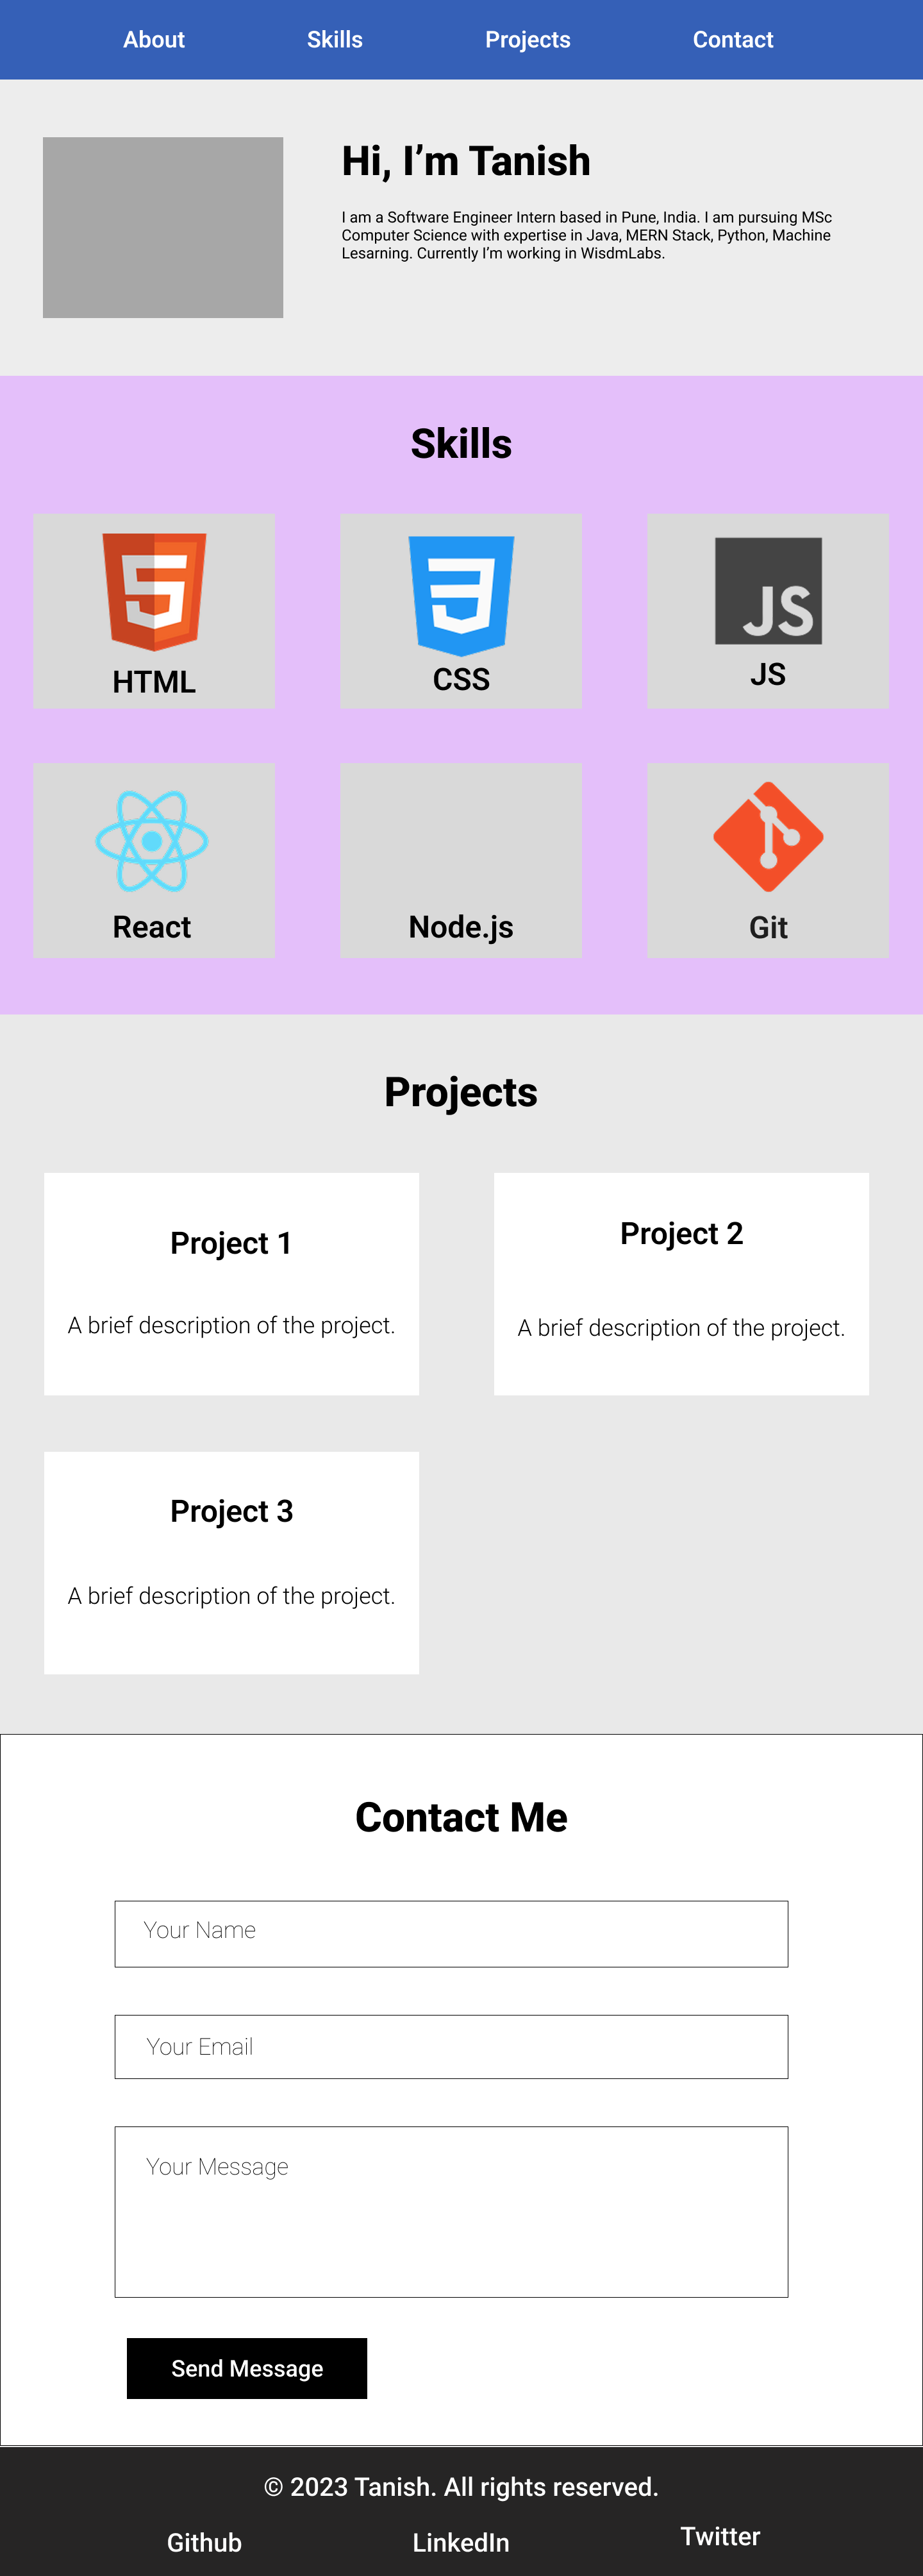 About Skills Projects Contact
Hi, I’m Tanish
I am a Software Engineer Intern based in Pune, India. I am pursuing MSc
Computer Science with expertise in Java, MERN Stack, Python, Machine
Lesarning. Currently I’m working in WisdmLabs.
Skills
JS
HTML
CSS
JS
React
Node.js
Git
Projects
Project 1
A brief description of the project.
Project 2
A brief description of the project.
Project 3
A brief description of the project.
Contact Me
Your Name
Your Email
Your Message
Send Message
© 2023 Tanish. All rights reserved.
Github LinkedIn Twitter